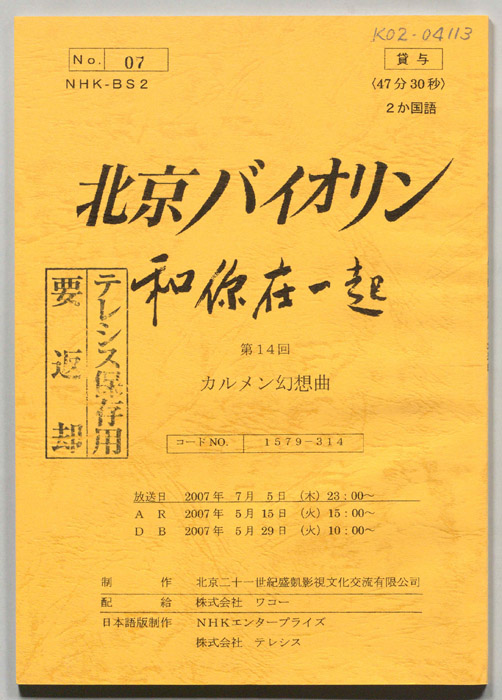 K02-04113
No. 07
貸与
NHK-BS2
〈47分30秒〉
2か国語
北京バイオリン
和你在一起
テレシス保存用
要返却
第14回
カルメン幻想曲
コードNO. 1579-314
放送日 2007年 7月 5日 (木) 23:00～
A R 2007年 5月15日 (火) 15:00～
D B 2007年 5月29日 (火) 10:00～
制作 北京二十一世紀盛凱影視文化交流有限公司
配給 株式会社 ワコー
日本語版制作 NHKエンタープライズ
株式会社 テレシス